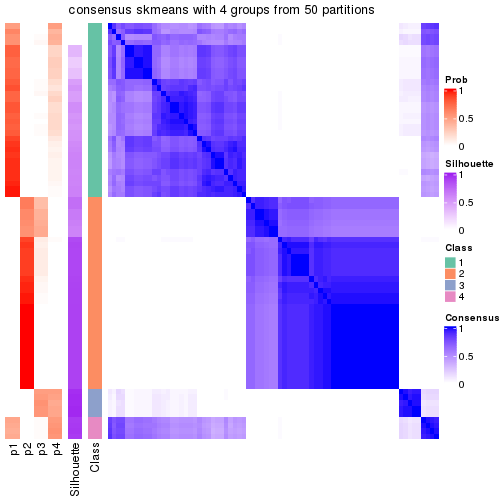 consensus skmeans with 4 groups from 50 partitions
Prob
1
0.5
0
Silhouette
1
0.5
0
Class
1
2
3
4
Consensus
1
0.5
0
p1
p2
p3
p4
Silhouette
Class